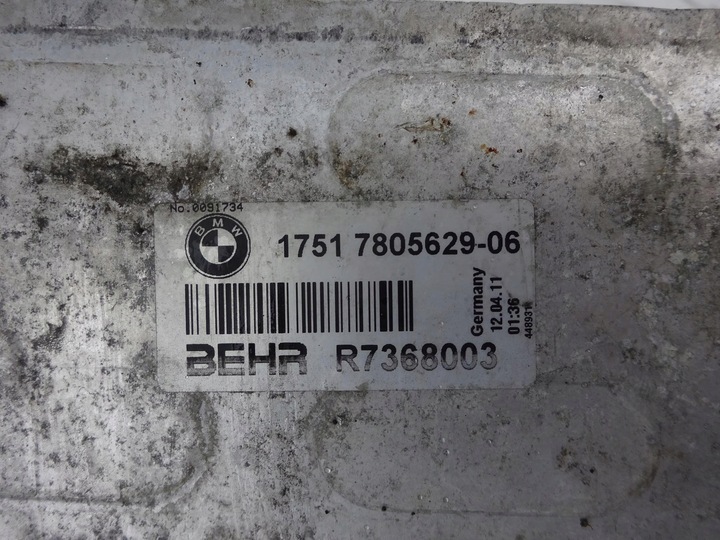 No.0091734
BMW
1751 7805629-06
Germany
12.04.11
01:36
448931
BEHR R7368003